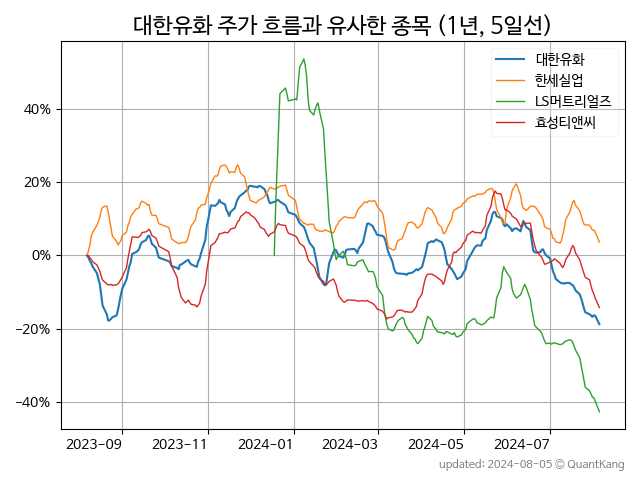 대한유화 주가 흐름과 유사한 종목 (1년, 5일선)
대한유화
한세실업
LS머트리얼즈
효성티앤씨
40%
20%
0%
−20%
−40%
2023-09 2023-11 2024-01 2024-03 2024-05 2024-07
updated: 2024-08-05 © QuantKang